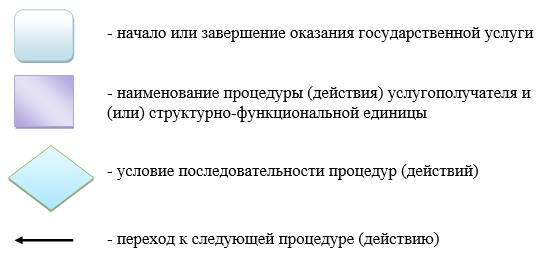 - начало или завершение оказания государственной услуги
- наименование процедуры (действия) услугополучателя и
(или) структурно-функциональной единицы
- условие последовательности процедур (действий)
- переход к следующей процедуре (действию)